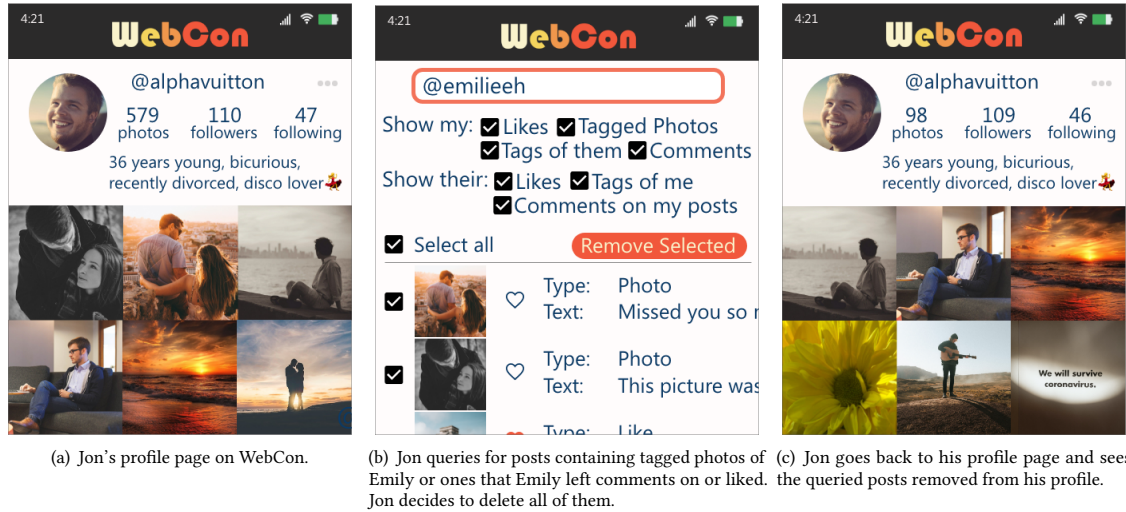 4:21
WebCon
@alphavuitton
579 110 47
photos followers following
36 years young, bicurious,
recently divorced, disco lover💃
(a) Jon's profile page on WebCon.
4:21
WebCon
@emilieeh
Show my: Likes Tagged Photos
Tags of them Comments
Show their: Likes Tags of me
Comments on my posts
Select all Remove Selected
Type: Photo
Text: Missed you so
Type: Photo
Text: This picture was
Type: Like
(b) Jon queries for posts containing tagged photos of
Emily or ones that Emily left comments on or liked.
Jon decides to delete all of them.
4:21
WebCon
@alphavuitton
98 109 46
photos followers following
36 years young, bicurious,
recently divorced, disco lover💃
We will survive
coronavirus.
(c) Jon goes back to his profile page and sees
the queried posts removed from his profile.